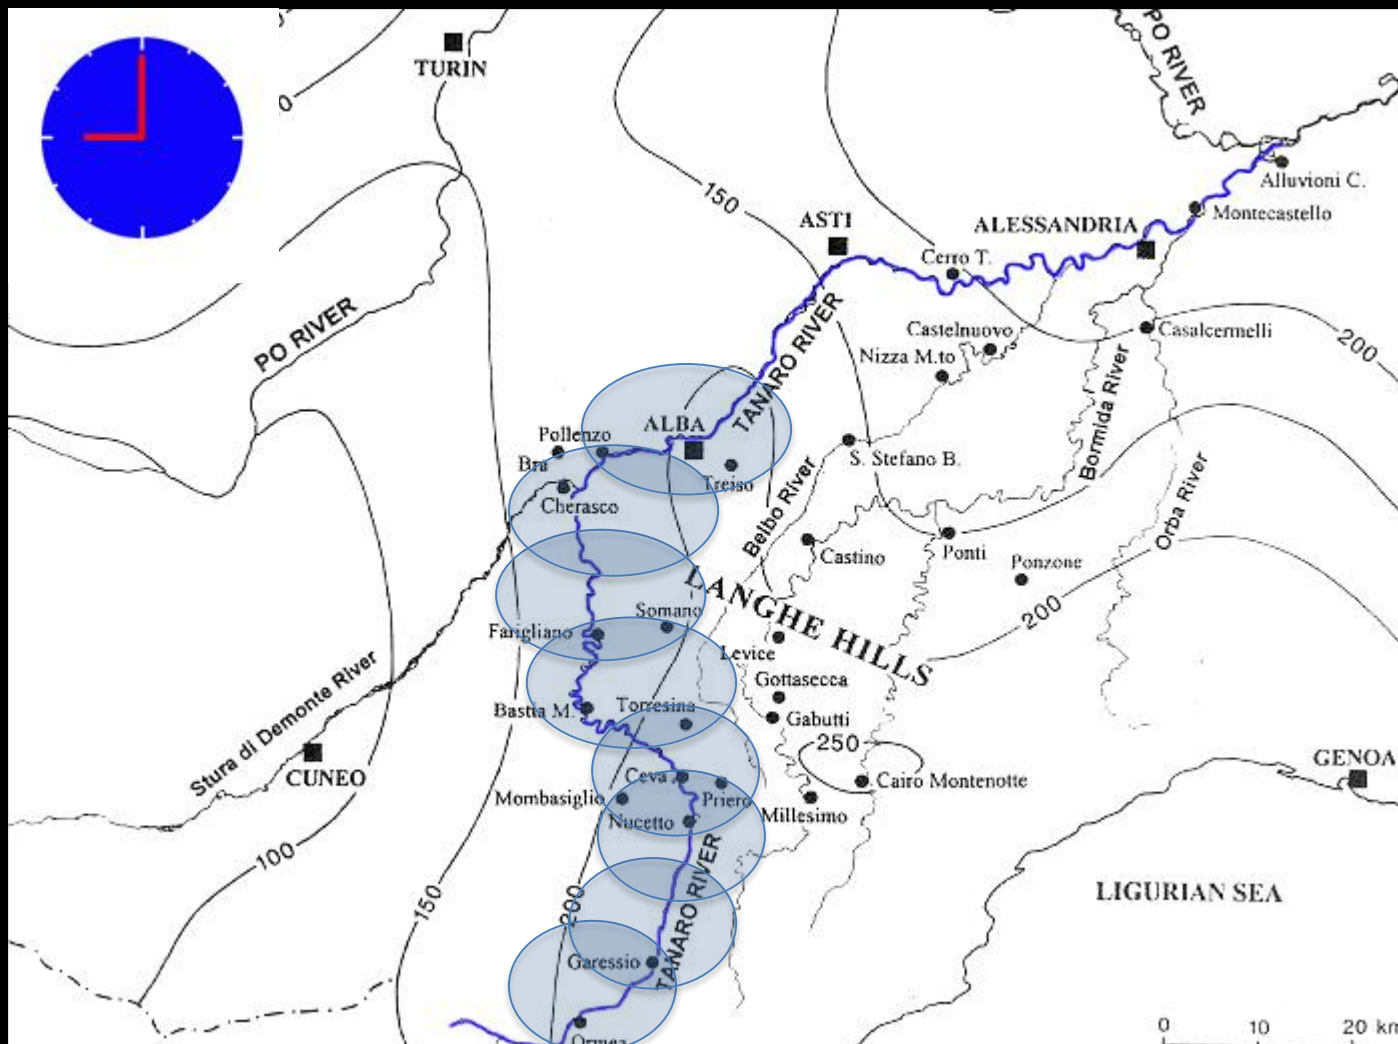 TURIN
PO RIVER
0
Alluvioni C.
150
ASTI
ALESSANDRIA
Montecastello
Cerro T.
PO RIVER
TANARO RIVER
Castelnuovo
Casalcermelli
200
Nizza M.to
Bormida River
ALBA
Pollenzo
Bra
S. Stefano B.
Treiso
Cherasco
Belbo River
Orba River
Castino
Ponti
Ponzone
LANGHE HILLS
Somano
200
Farigliano
Levice
Stura di Demonte River
Gottasecca
Bastia M.
Torresina
Gabutti
250
CUNEO
Ceva
GENOA
Cairo Montenotte
Mombasiglio
Priero
Millesimo
Nucetto
100
TANARO RIVER
150
200
LIGURIAN SEA
Garessio
Ormea
0 10 20 km